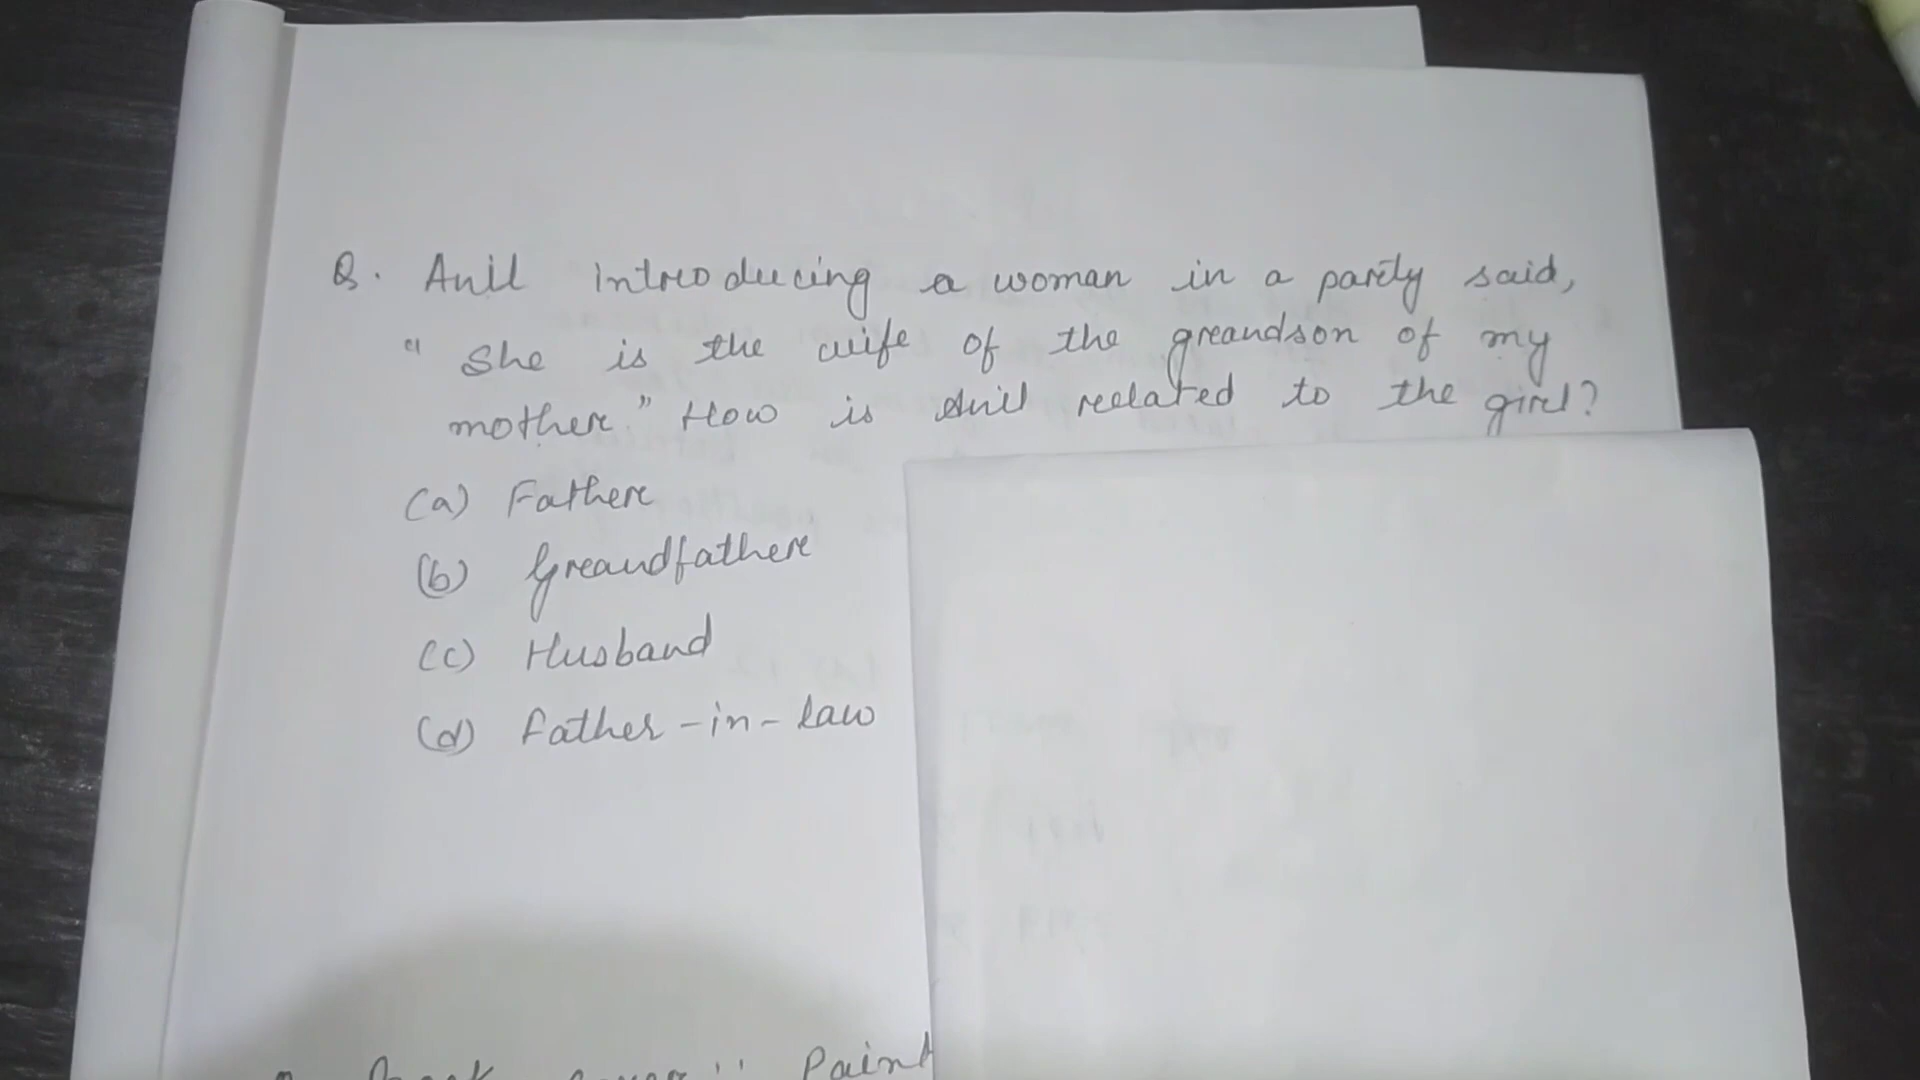 Q. Anil introducing a woman in a party said,
"She is the wife of the grandson of my
mother." How is Anil related to the girl?
(a) Father
(b) Grandfather
(c) Husband
(d) Father-in-law
Paint